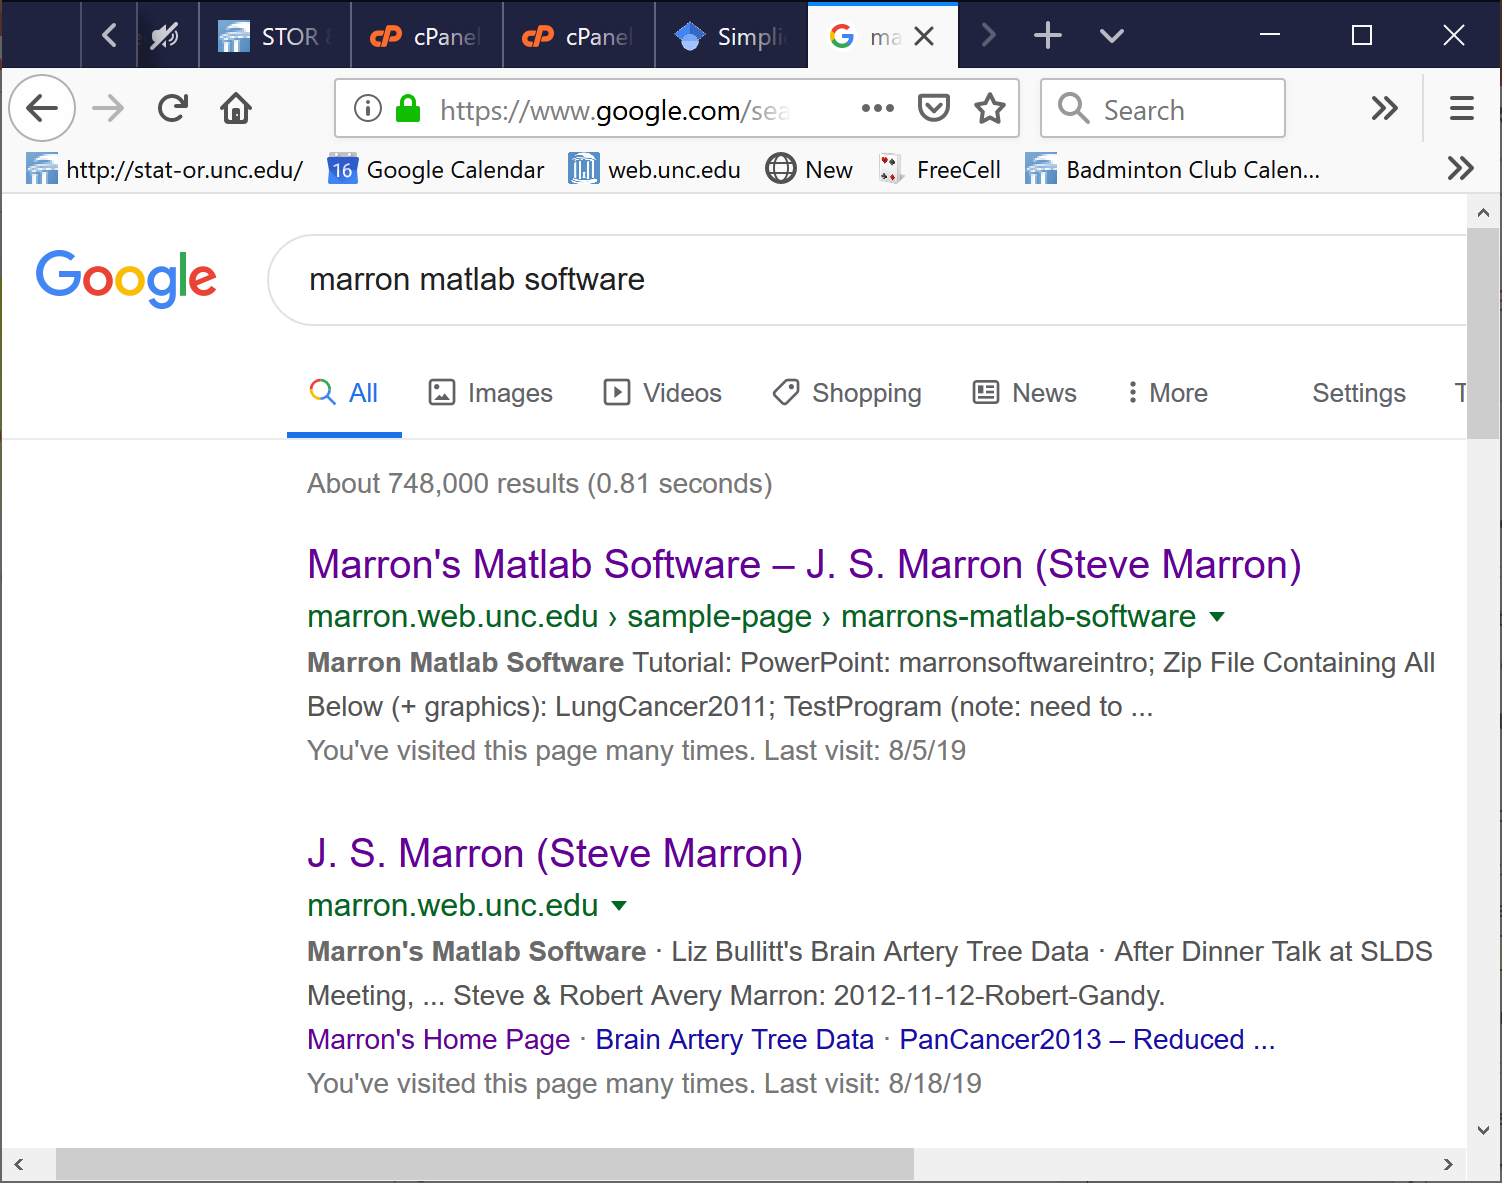 STOR
cPanel
cPanel
Simpli
G ma
https://www.google.com/sea
Search
http://stat-or.unc.edu/ 16 Google Calendar web.unc.edu New FreeCell Badminton Club Calen...
Google marron matlab software
All Images Videos Shopping News More Settings T
About 748,000 results (0.81 seconds)
Marron's Matlab Software – J. S. Marron (Steve Marron)
marron.web.unc.edu › sample-page › marrons-matlab-software
Marron Matlab Software Tutorial: PowerPoint: marronsoftwareintro; Zip File Containing All
Below (+ graphics): LungCancer2011; TestProgram (note: need to ...
You've visited this page many times. Last visit: 8/5/19
J. S. Marron (Steve Marron)
marron.web.unc.edu
Marron's Matlab Software · Liz Bullitt's Brain Artery Tree Data · After Dinner Talk at SLDS
Meeting, ... Steve & Robert Avery Marron: 2012-11-12-Robert-Gandy.
Marron's Home Page · Brain Artery Tree Data · PanCancer2013 – Reduced ...
You've visited this page many times. Last visit: 8/18/19